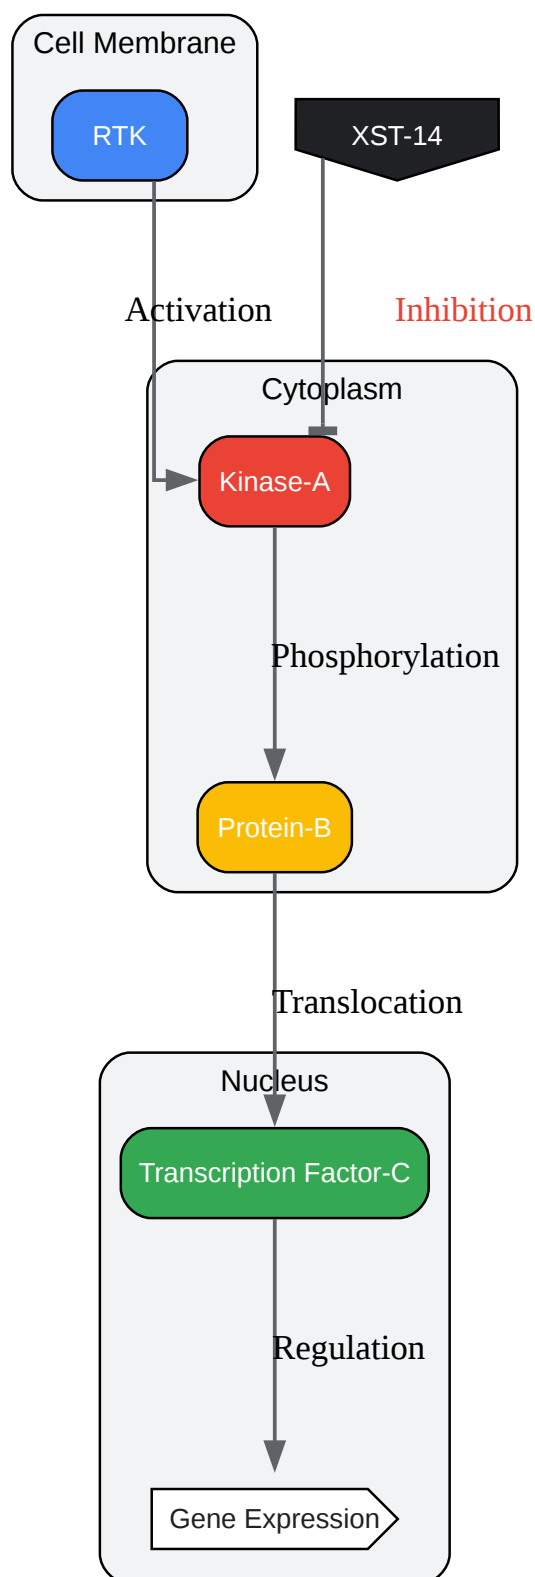 Cell Membrane
RTK
XST-14
Activation
Inhibition
Cytoplasm
Kinase-A
Phosphorylation
Protein-B
Translocation
Nucleus
Transcription Factor-C
Regulation
Gene Expression